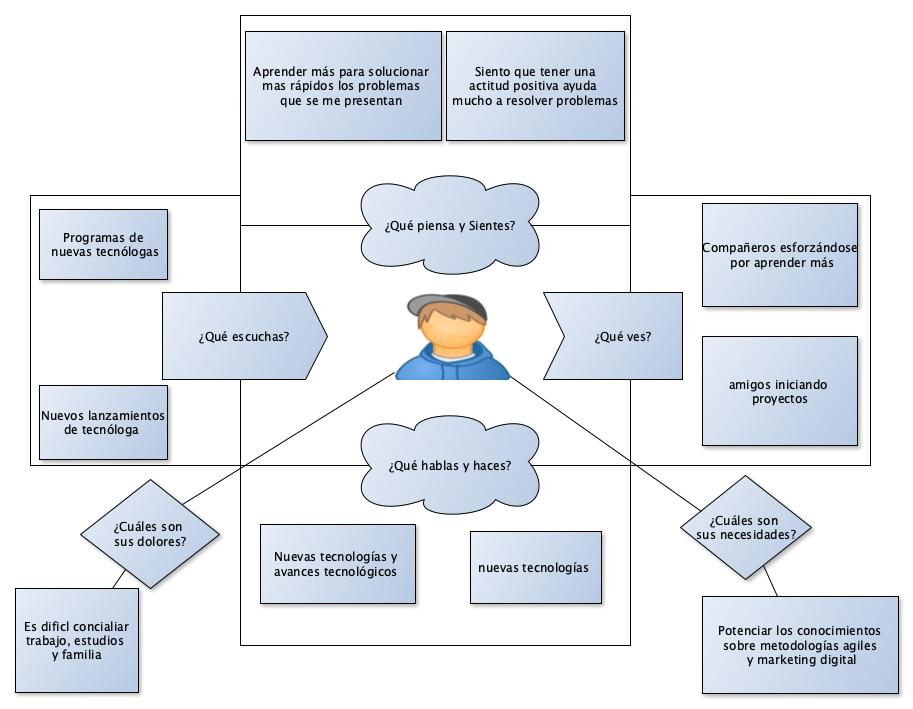 Aprender más para solucionar
mas rápidos los problemas
que se me presentan
Siento que tener una
actitud positiva ayuda
mucho a resolver problemas
¿Qué piensa y Sientes?
Programas de
nuevas tecnólogas
Compañeros esforzándose
por aprender más
¿Qué escuchas?
¿Qué ves?
Nuevos lanzamientos
de tecnóloga
amigos iniciando
proyectos
¿Qué hablas y haces?
¿Cuáles son
sus dolores?
¿Cuáles son
sus necesidades?
Nuevas tecnologías y
avances tecnológicos
nuevas tecnologías
Es dificl concialiar
trabajo, estudios
y familia
Potenciar los conocimientos
sobre metodologías agiles
y marketing digital